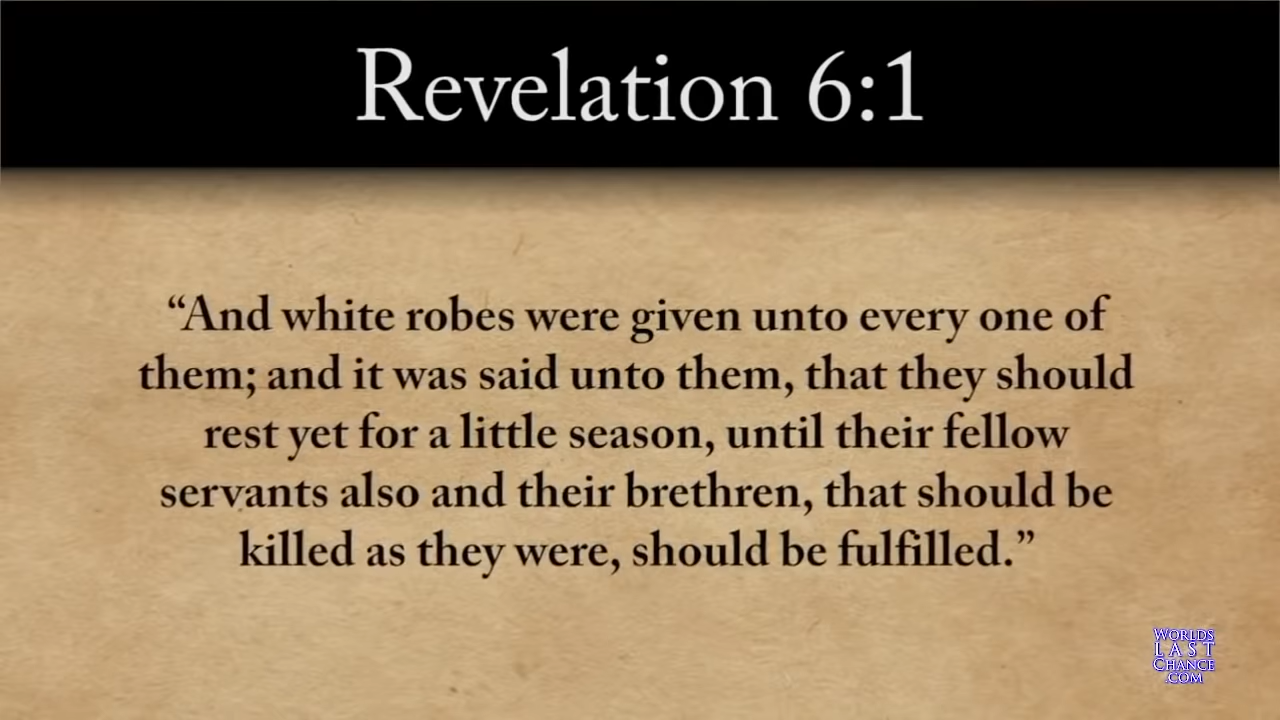 Revelation 6:1
“And white robes were given unto every one of
them; and it was said unto them, that they should
rest yet for a little season, until their fellow
servants also and their brethren, that should be
killed as they were, should be fulfilled.”
WORLDS
LAST
CHANCE
.COM